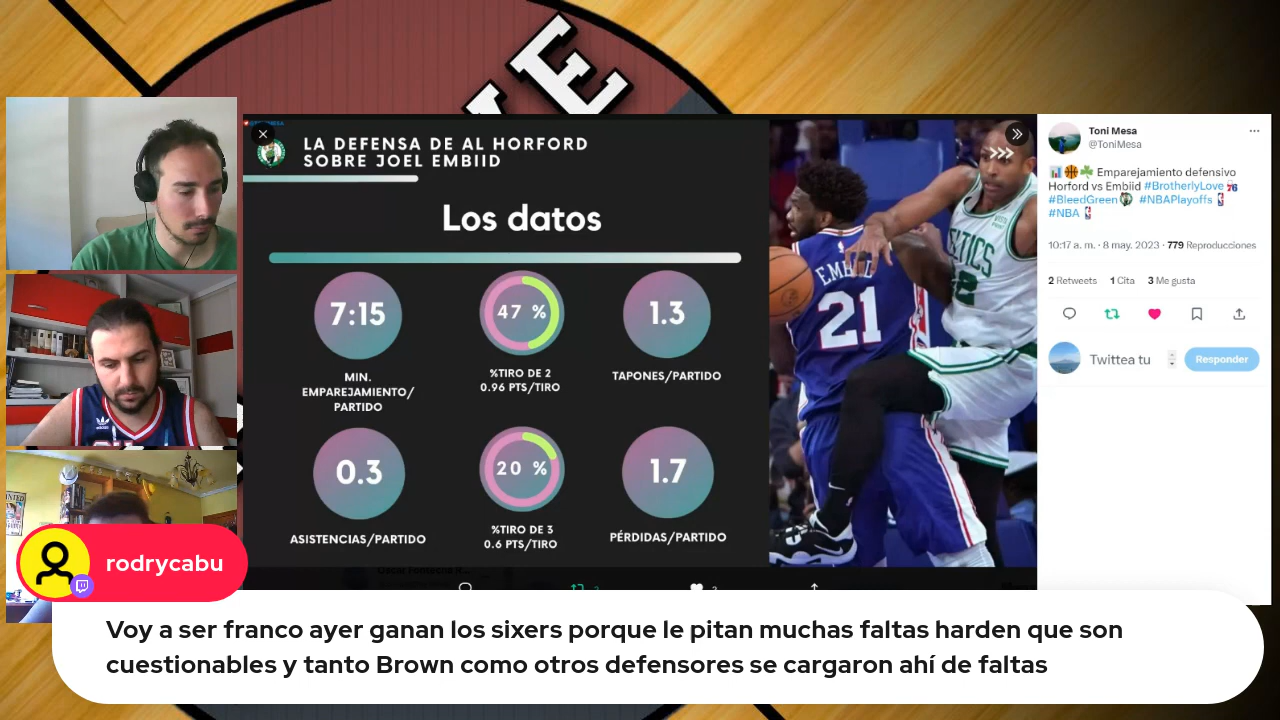 VE
LA DEFENSA DE AL HORFORD
SOBRE JOEL EMBIID
Los datos
7:15
MIN.
EMPAREJAMIENTO/
PARTIDO
47 %
%TIRO DE 2
0.96 PTS/TIRO
1.3
TAPONES/PARTIDO
0.3
ASISTENCIAS/PARTIDO
20 %
%TIRO DE 3
0.6 PTS/TIRO
1.7
PÉRDIDAS/PARTIDO
21
CELTICS
Toni Mesa
@ToniMesa
Emparejamiento defensivo
Horford vs Embiid #BrotherlyLove
#BleedGreen #NBAPlayoffs
#NBA
10:17 a. m. · 8 may. 2023 · 779 Reproducciones
2 Retweets 1 Cita 3 Me gusta
Twittea tu
Responder
rodrycabu
Voy a ser franco ayer ganan los sixers porque le pitan muchas faltas harden que son
cuestionables y tanto Brown como otros defensores se cargaron ahí de faltas